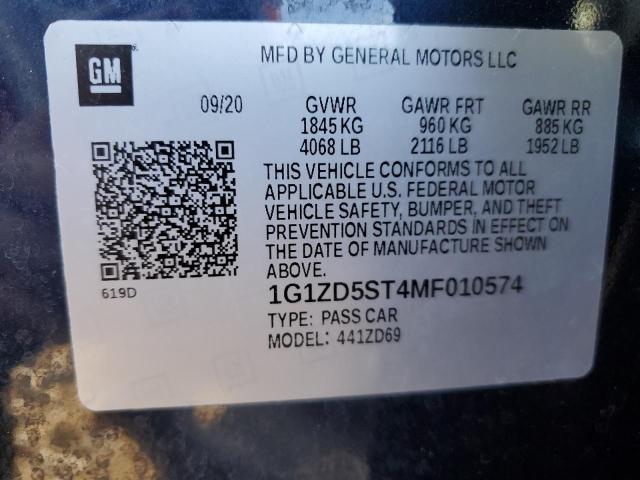 GM
MFD BY GENERAL MOTORS LLC
09/20 GVWR GAWR FRT GAWR RR
1845 KG 960 KG 885 KG
4068 LB 2116 LB 1952 LB
THIS VEHICLE CONFORMS TO ALL
APPLICABLE U.S. FEDERAL MOTOR
VEHICLE SAFETY, BUMPER, AND THEFT
PREVENTION STANDARDS IN EFFECT ON
THE DATE OF MANUFACTURE SHOWN
ABOVE.
619D
1G1ZD5ST4MF010574
TYPE: PASS CAR
MODEL: 441ZD69